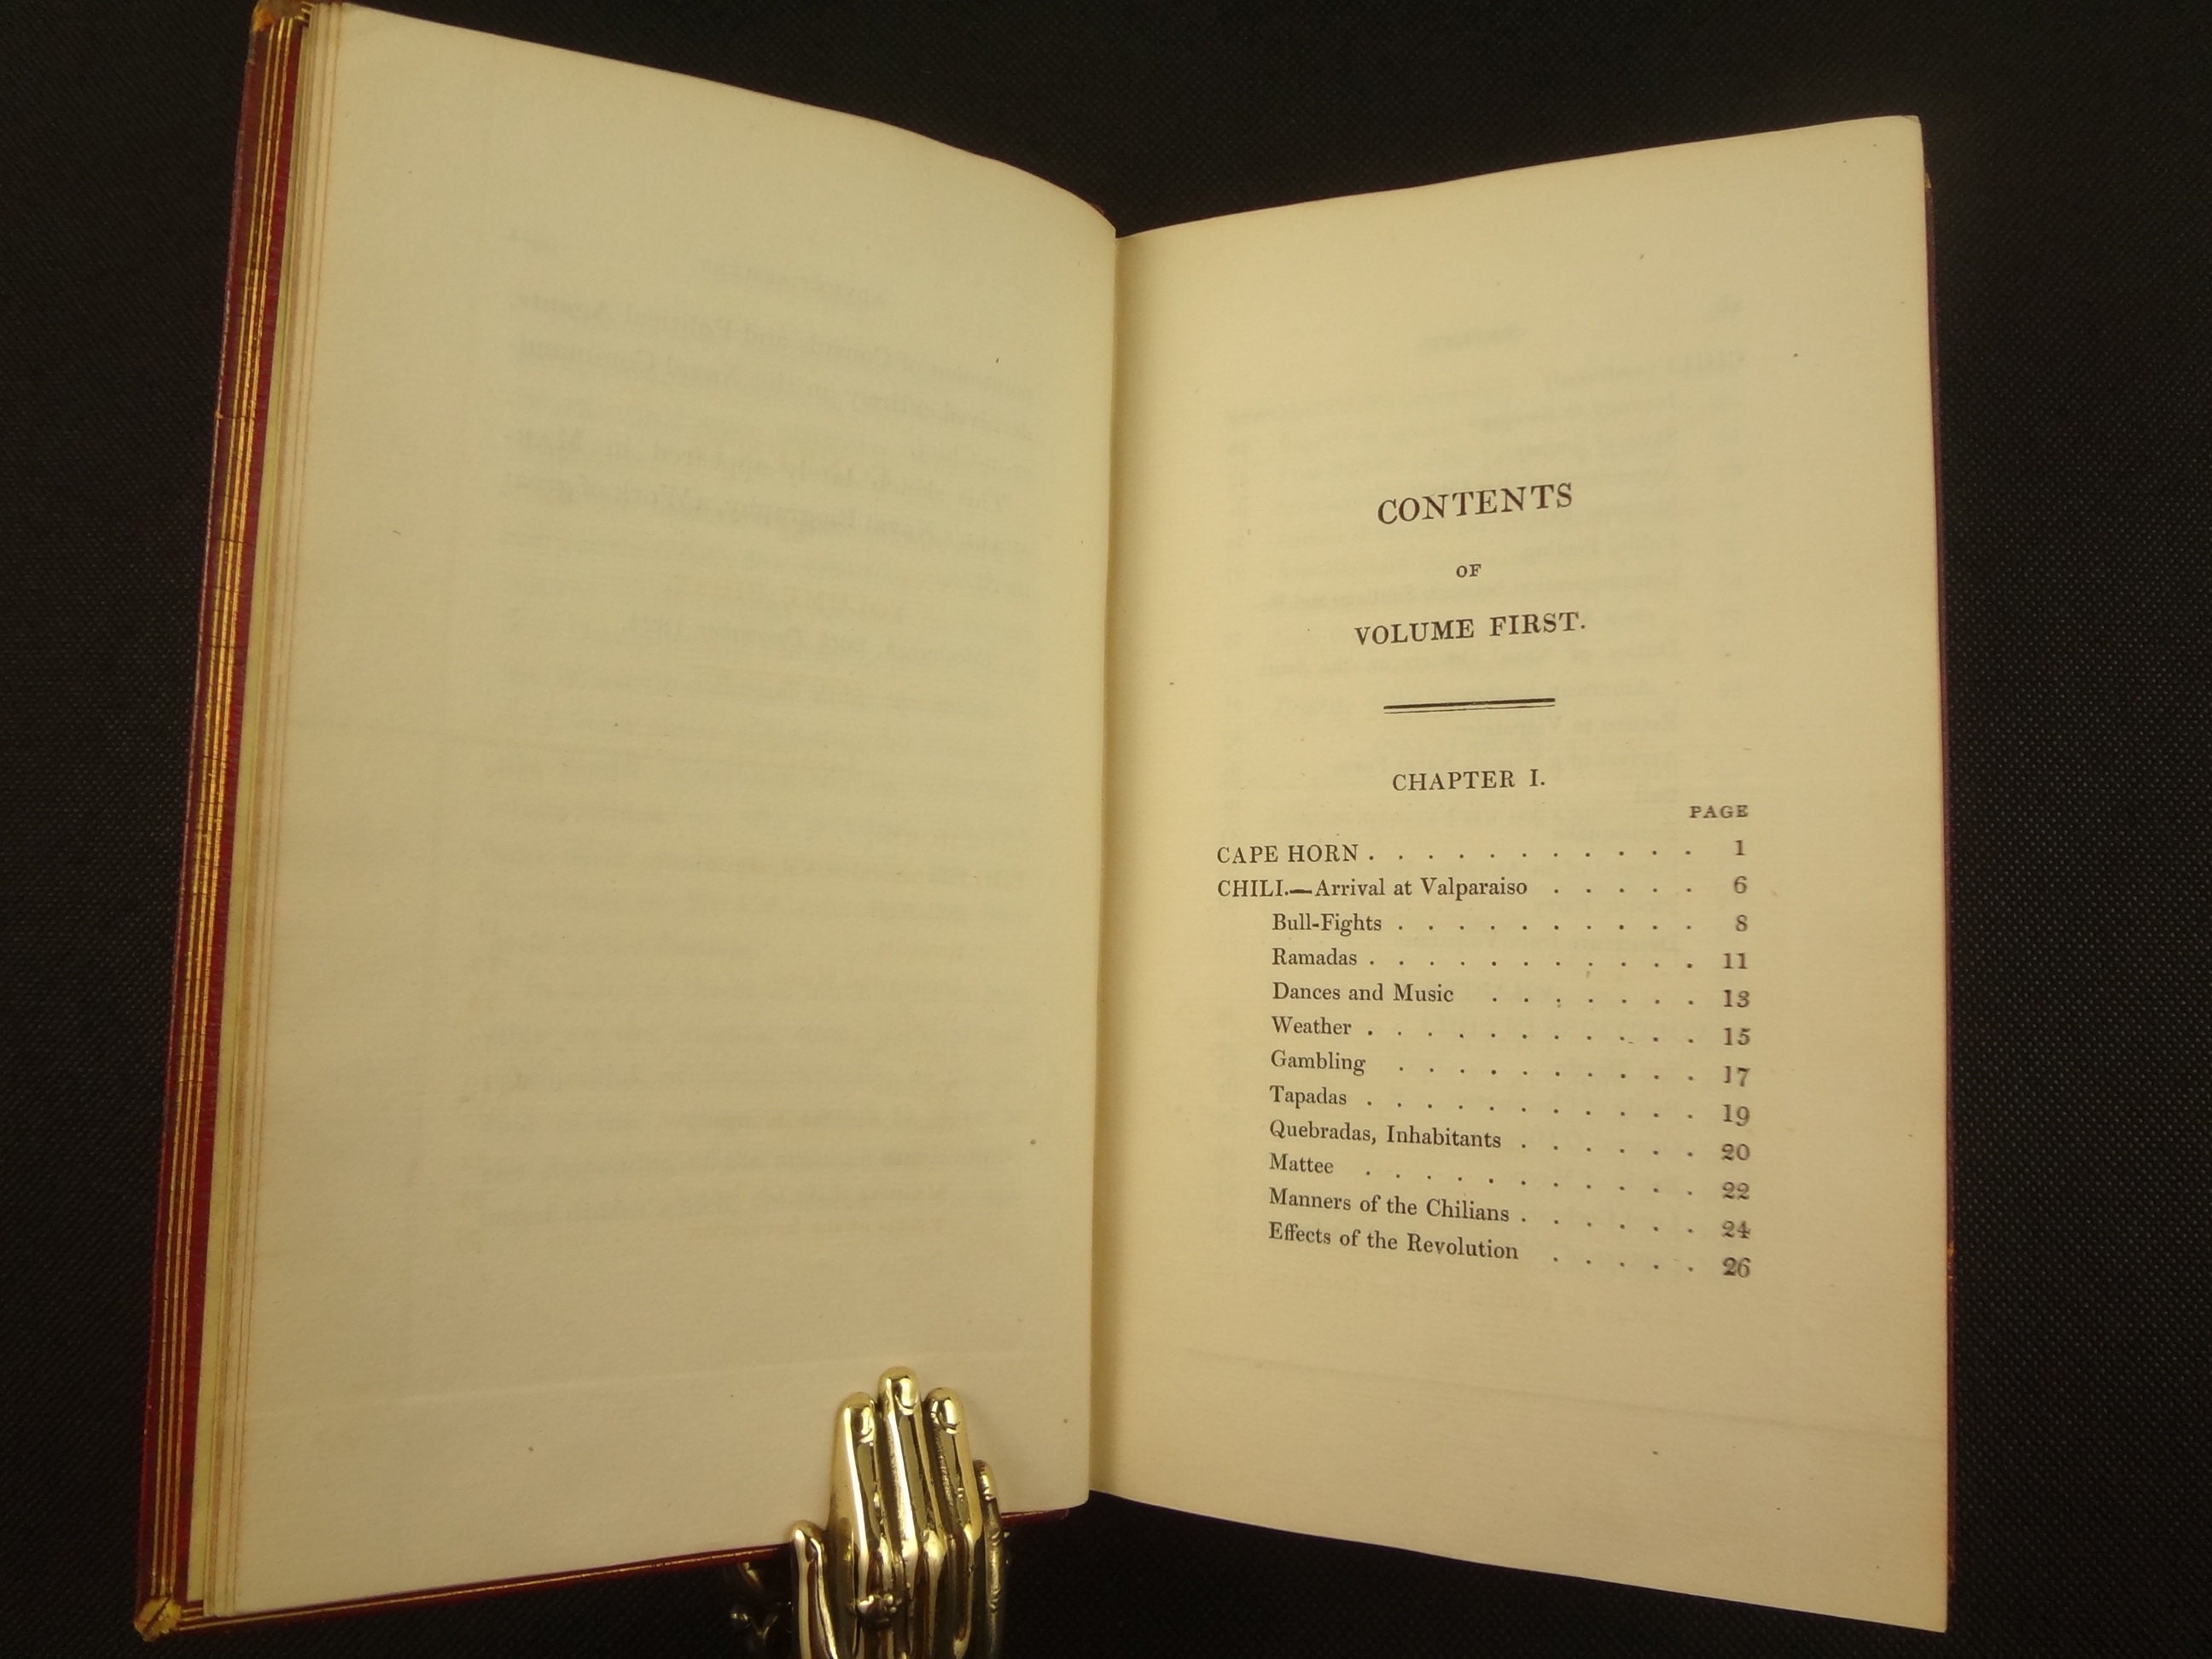 CONTENTS
OF
VOLUME FIRST.
CHAPTER I.
PAGE
CAPE HORN . . . . . . . . . . . 1
CHILI.—Arrival at Valparaiso . . . . . 6
Bull-Fights . . . . . . . . . . 8
Ramadas . . . . . . . . . . . 11
Dances and Music . . . . . . . 13
Weather . . . . . . . . . . . 15
Gambling . . . . . . . . . . 17
Tapadas . . . . . . . . . . . 19
Quebradas, Inhabitants . . . . . . 20
Mattee . . . . . . . . . . . 22
Manners of the Chilians . . . . . . 24
Effects of the Revolution . . . . . 26